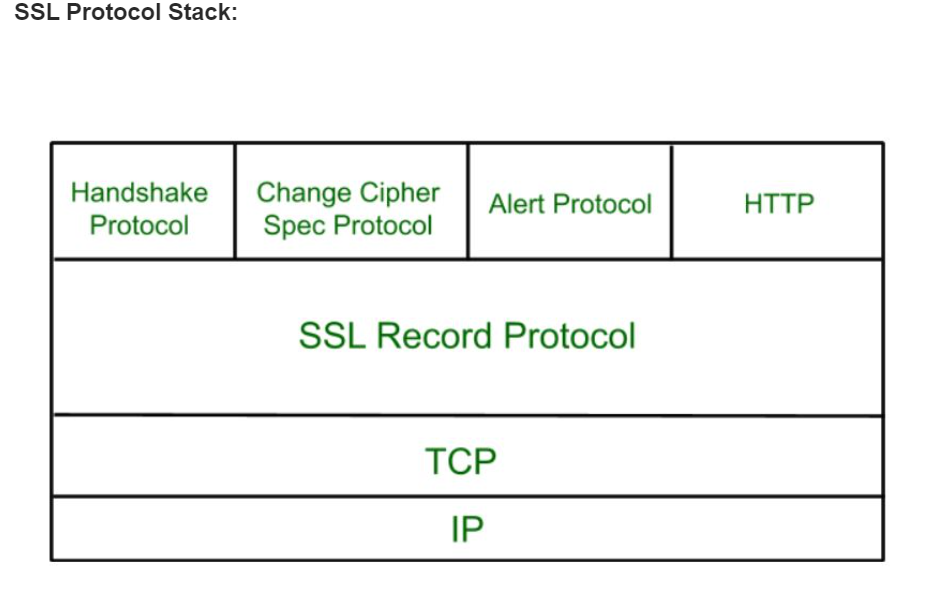 SSL Protocol Stack:
Handshake
Protocol
Change Cipher
Spec Protocol
Alert Protocol
HTTP
SSL Record Protocol
TCP
IP